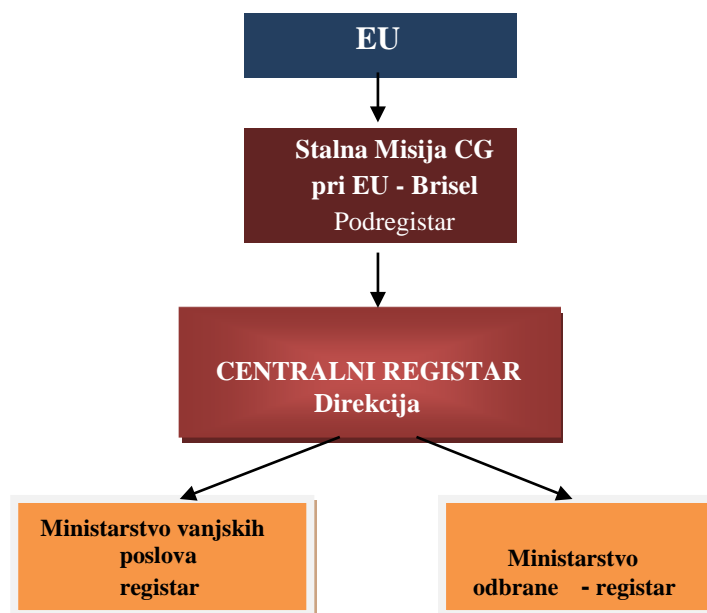 EU
Stalna Misija CG
pri EU - Brisel
Podregistar
CENTRALNI REGISTAR
Direkcija
Ministarstvo vanjskih
poslova
registar
Ministarstvo
odbrane - registar